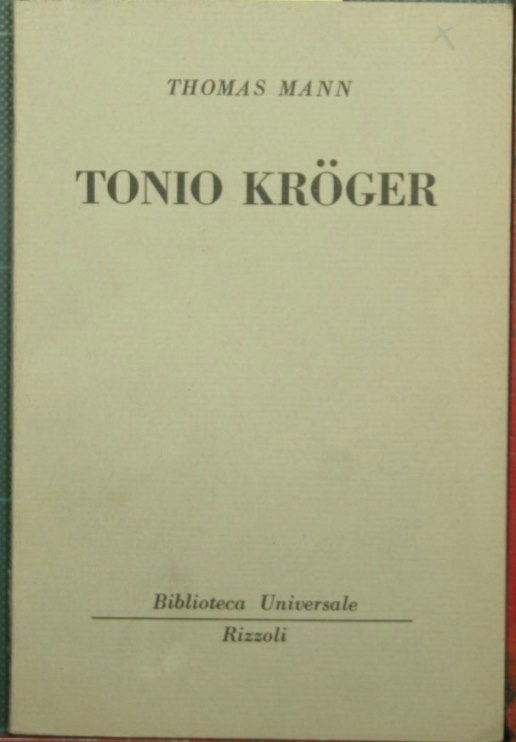 THOMAS MANN
TONIO KRÖGER
Biblioteca Universale
Rizzoli